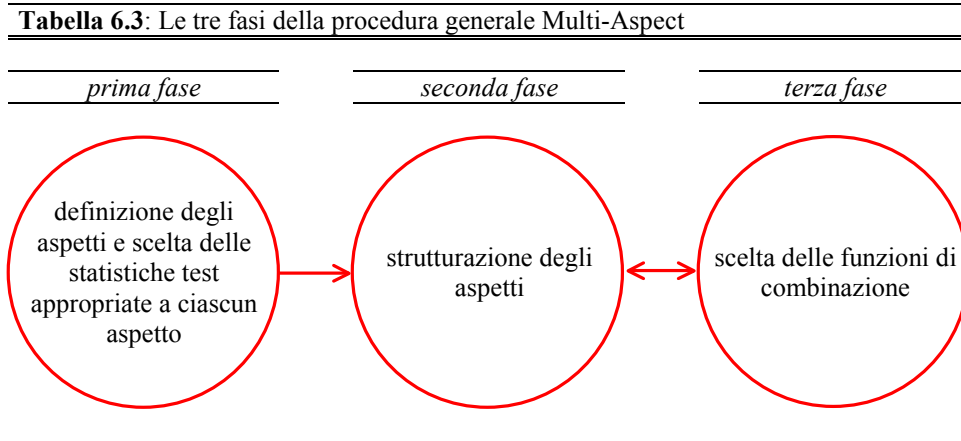 Tabella 6.3: Le tre fasi della procedura generale Multi-Aspect
prima fase
seconda fase
terza fase
definizione degli
aspetti e scelta delle
statistiche test
appropriate a ciascun
aspetto
strutturazione degli
aspetti
scelta delle funzioni di
combinazione